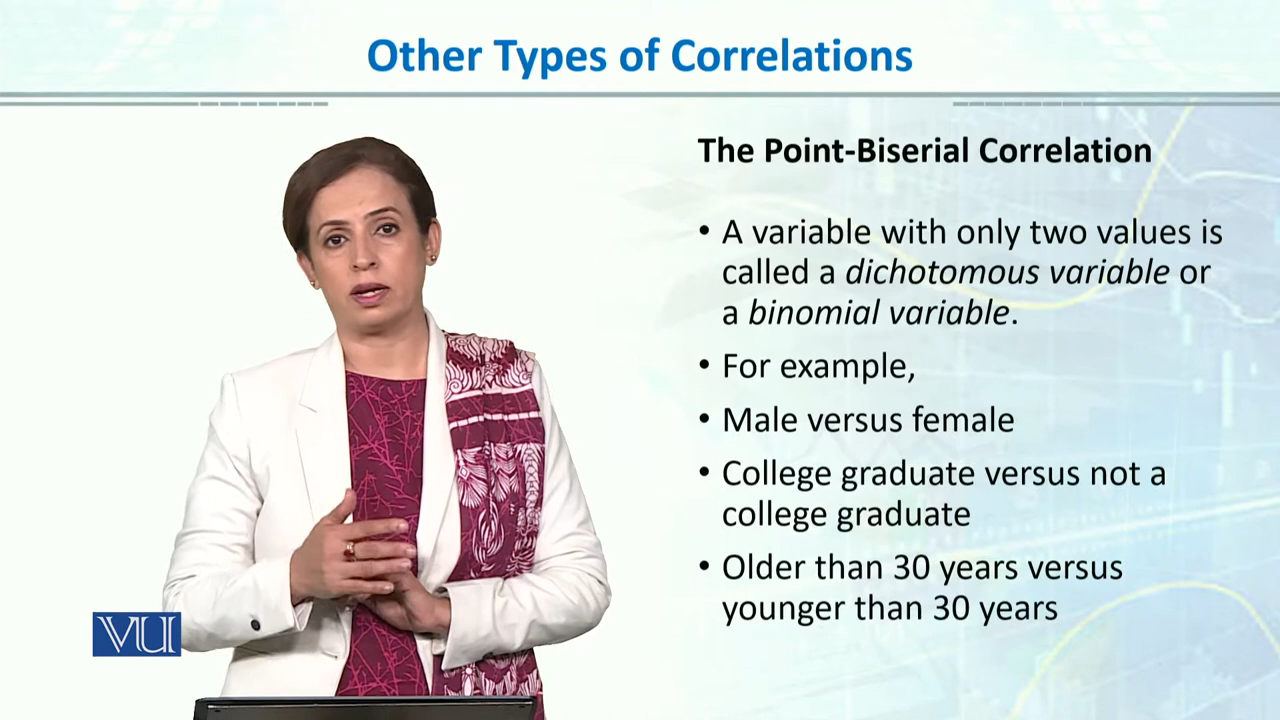 Other Types of Correlations
The Point-Biserial Correlation
• A variable with only two values is
called a dichotomous variable or
a binomial variable.
• For example,
• Male versus female
• College graduate versus not a
college graduate
• Older than 30 years versus
younger than 30 years
VU